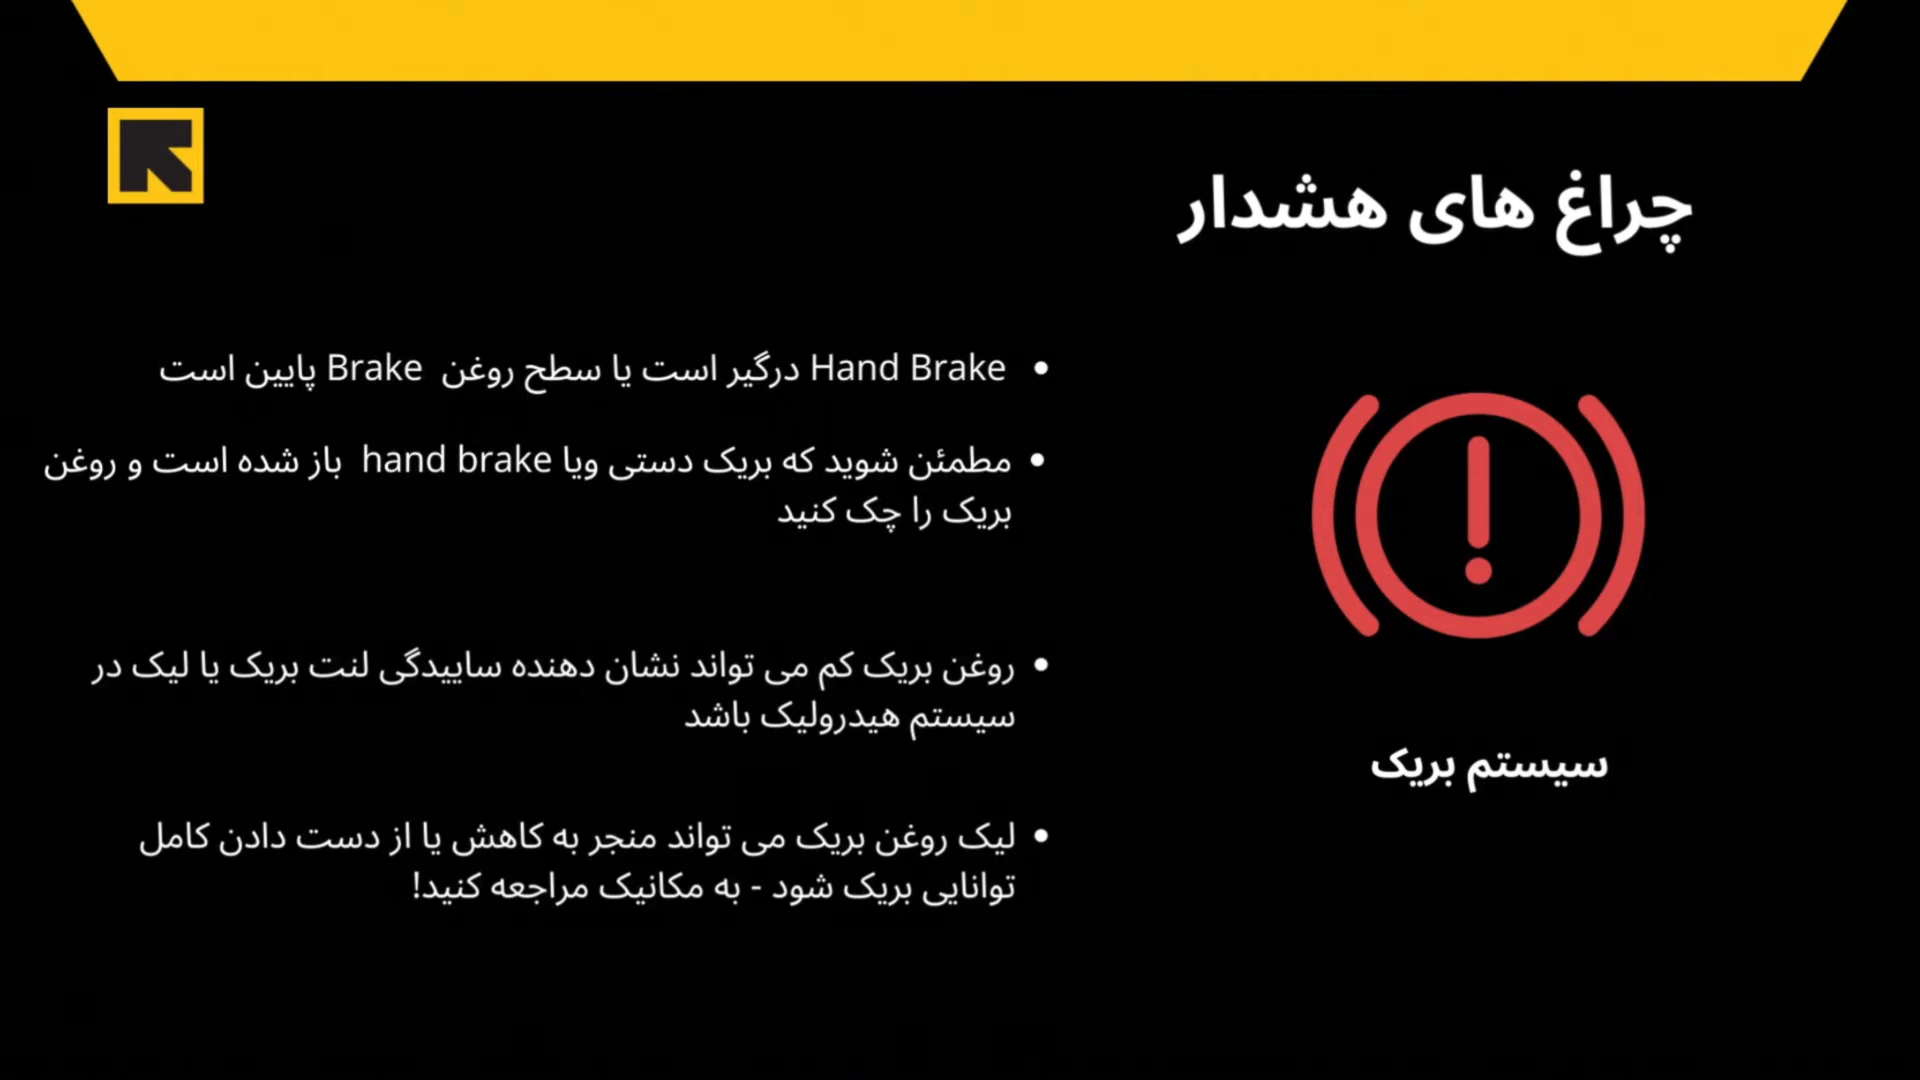 چراغ های هشدار
Hand Brake درگیر است یا سطح روغن Brake پایین است
مطمئن شوید که بریک دستی ویا hand brake باز شده است و روغن
بریک را چک کنید
روغن بریک کم می تواند نشان دهنده ساییدگی لنت بریک یا لیک در
سیستم هیدرولیک باشد
لیک روغن بریک می تواند منجر به کاهش یا از دست دادن کامل
توانایی بریک شود - به مکانیک مراجعه کنید!
سیستم بریک